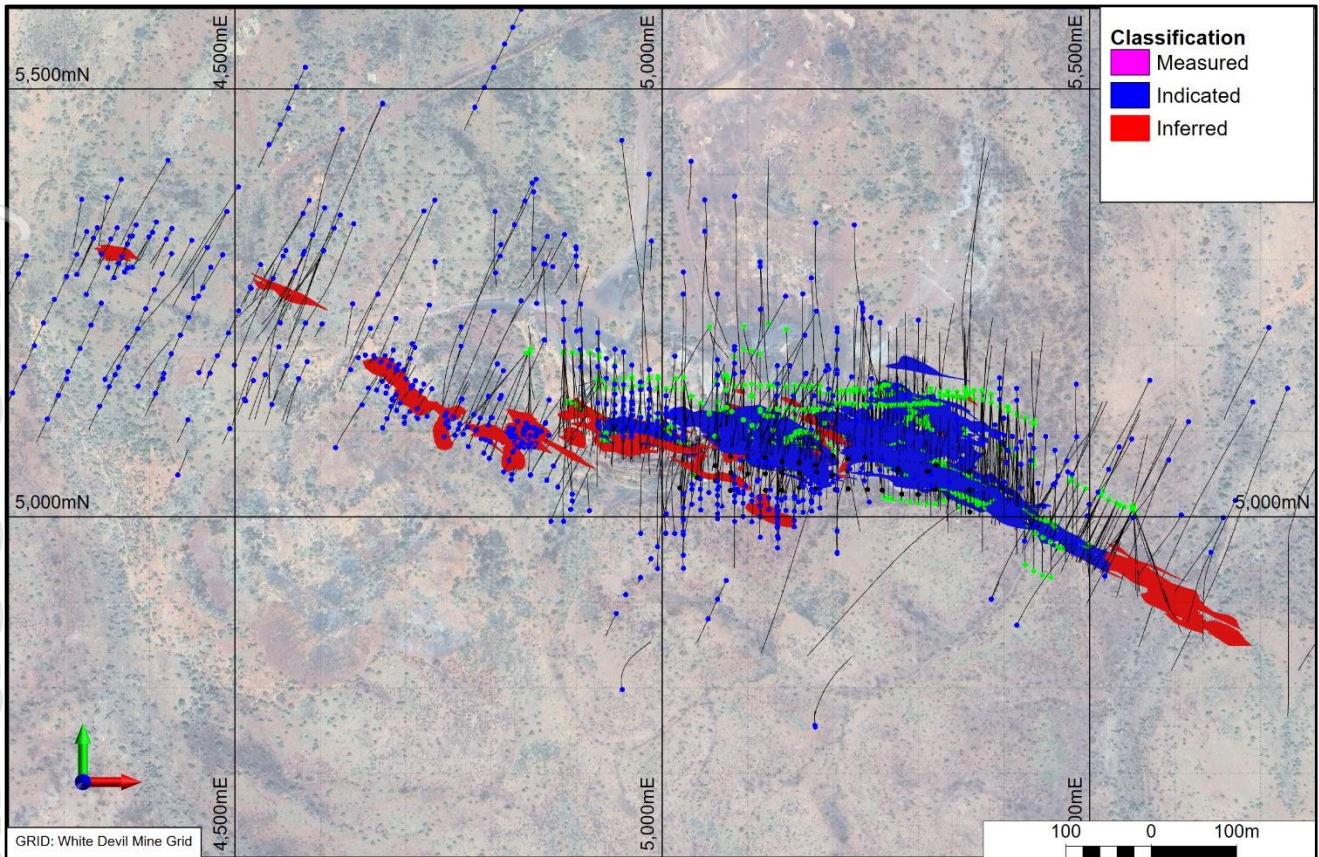 Classification
Measured
Indicated
Inferred
4,500mE
5,000mE
5,500mE
5,500mN
5,000mN
5,000mN
4,500mE
5,000mE
00mE
GRID: White Devil Mine Grid
100 0 100m